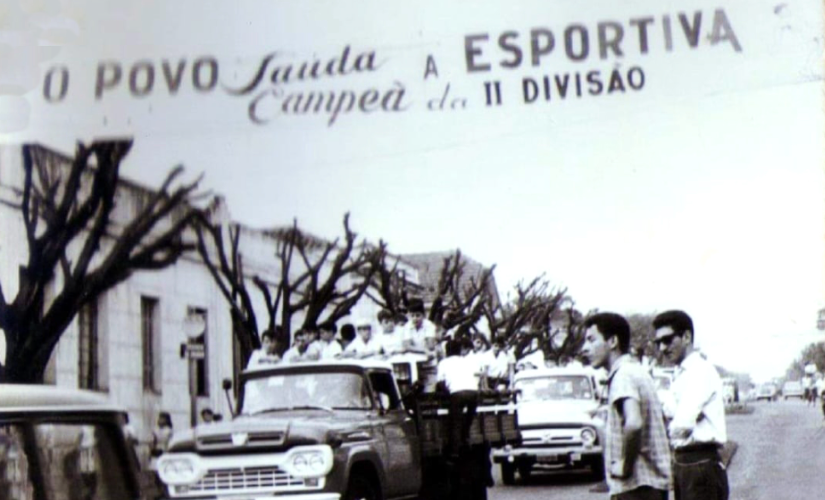 O POVO Saúda A ESPORTIVA
Campeã da II DIVISÃO